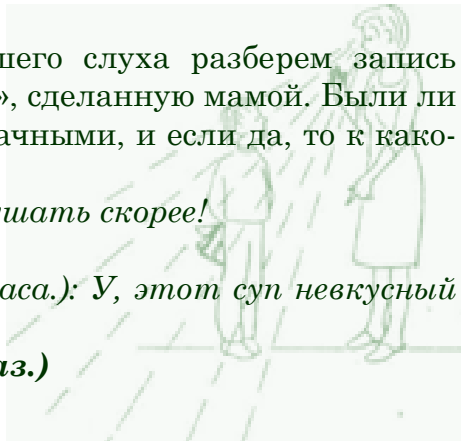 шего слуха разберем запись
», сделанную мамой. Были ли
ачными, и если да, то к како-
шать скорее!
аса.): У, этот суп невкусный
аз.)